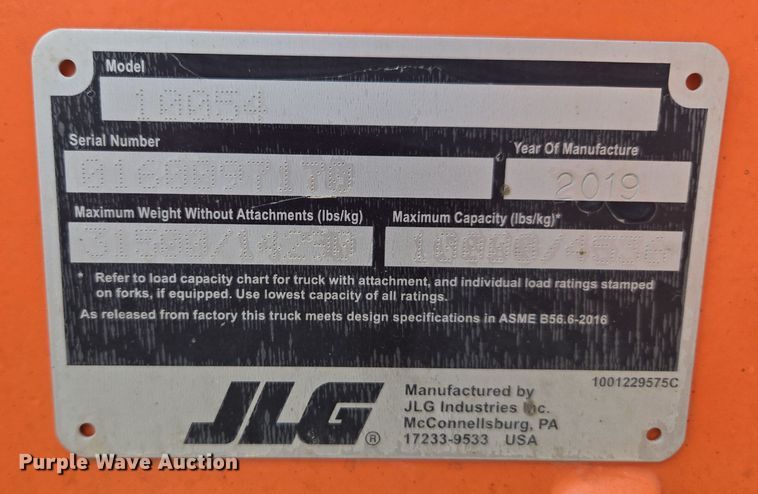 Model
10054
Serial Number
Year Of Manufacture
0160097170
2019
Maximum Weight Without Attachments (lbs/kg)
Maximum Capacity (lbs/kg)*
31500/14290
10000/4536
* Refer to load capacity chart for truck with attachment, and individual load ratings stamped
on forks, if equipped. Use lowest capacity of all ratings.
As released from factory this truck meets design specifications in ASME B56.6-2016
1001229575C
JLG ®
Manufactured by
JLG Industries Inc.
McConnellsburg, PA
17233-9533 USA
Purple Wave Auction